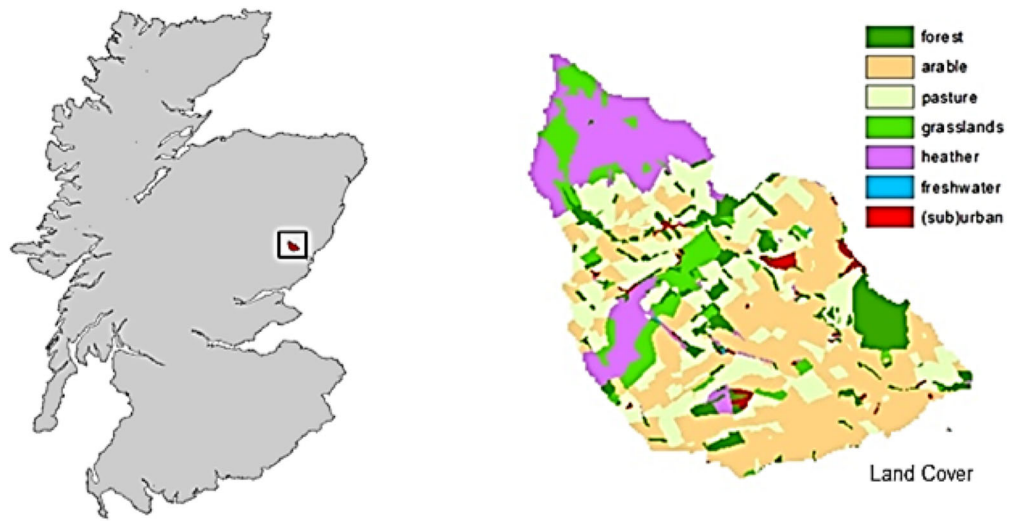 forest
arable
pasture
grasslands
heather
freshwater
(sub)urban
Land Cover